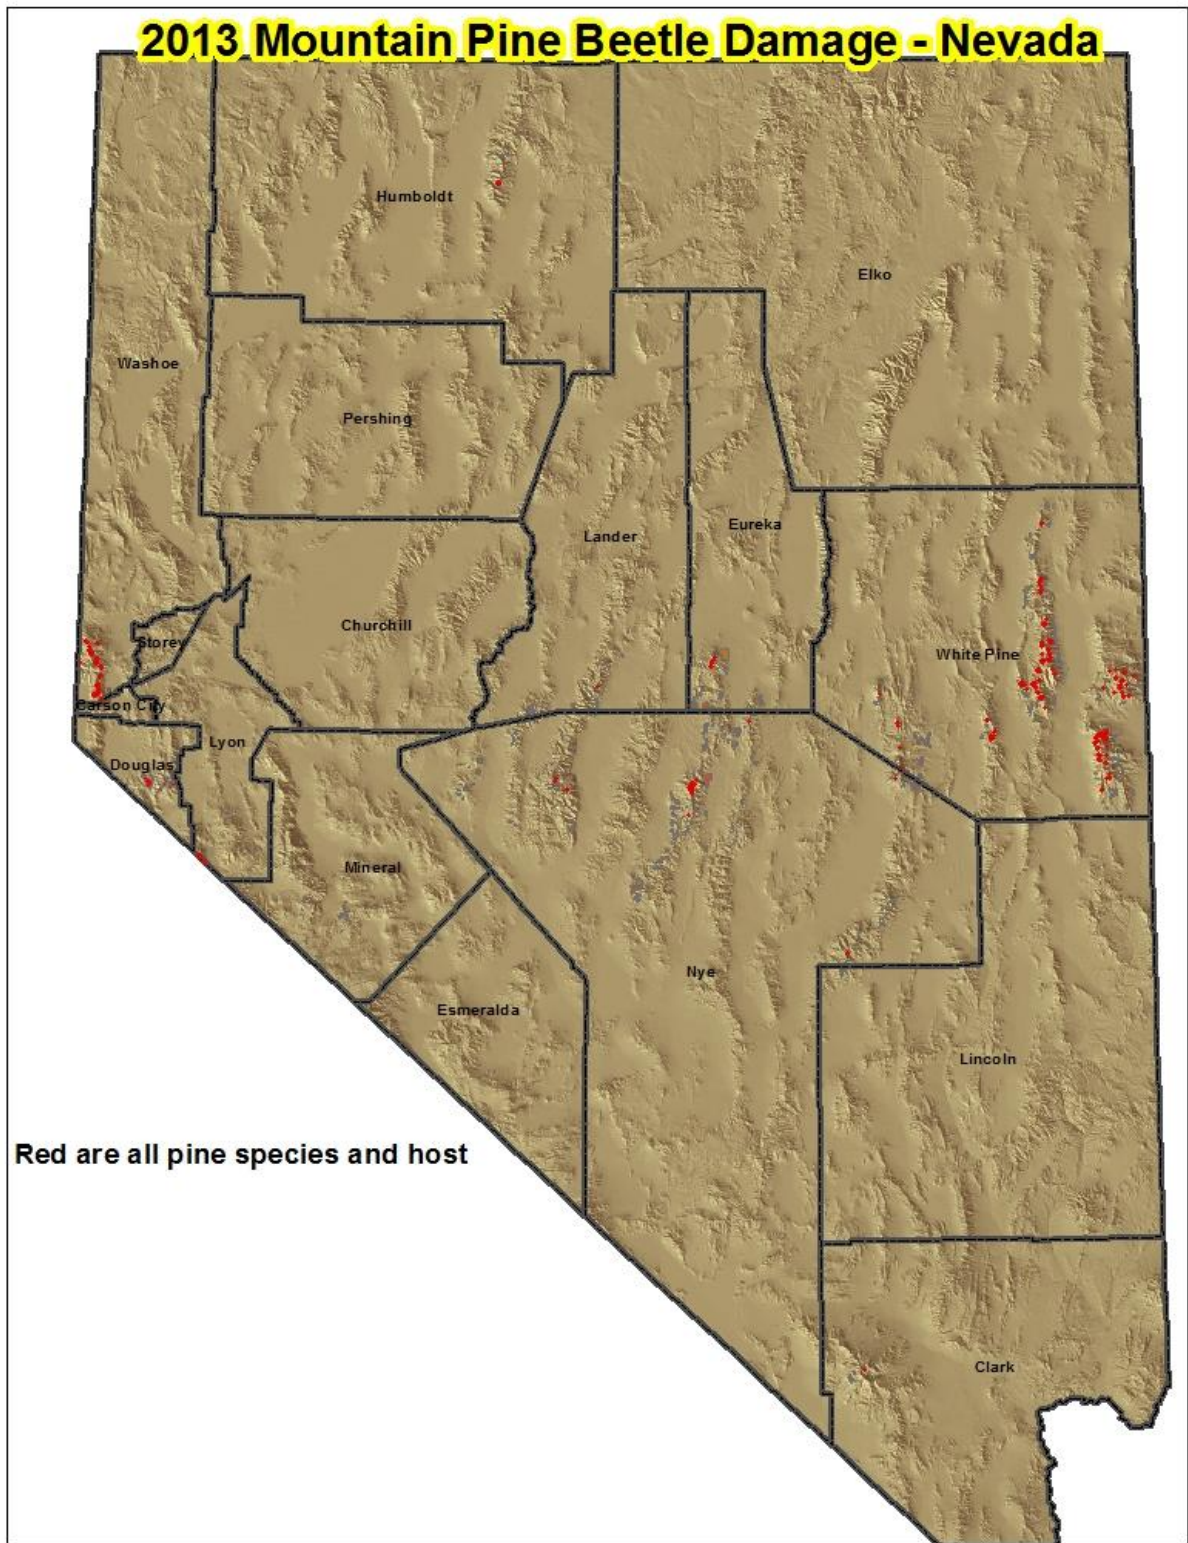 2013 Mountain Pine Beetle Damage - Nevada
Humboldt
Elko
Washoe
Pershing
Eureka
Lander
Churchill
Storey
White Pine
Carson City
Lyon
Douglas
Mineral
Nye
Esmeralda
Lincoln
Red are all pine species and host
Clark